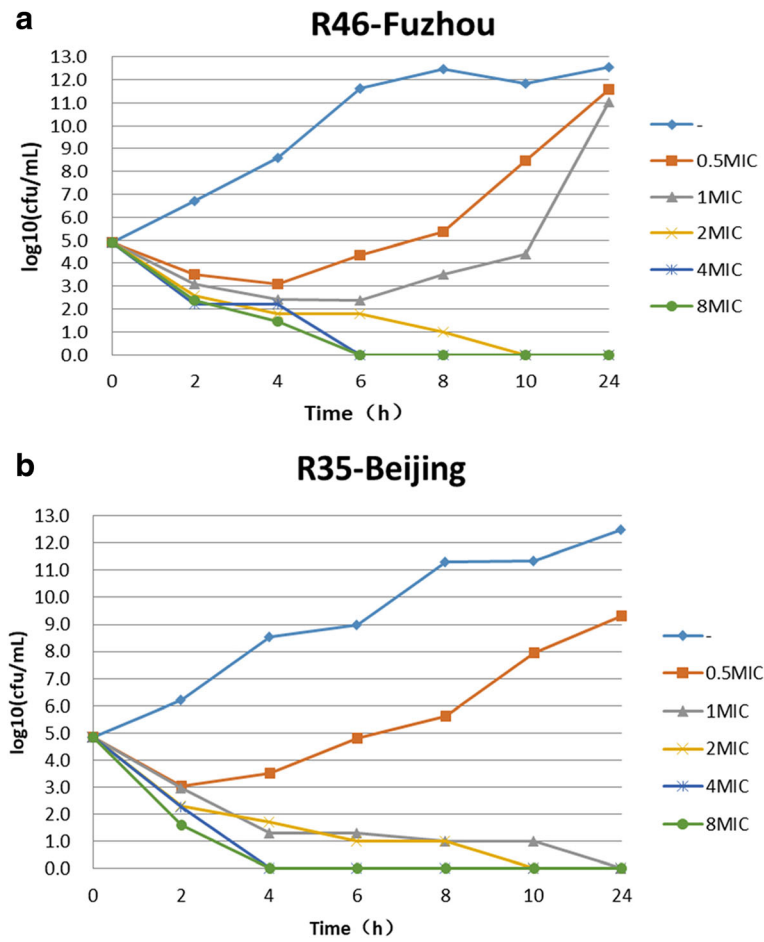 a
R46-Fuzhou
13.0
12.0
11.0
10.0
9.0
8.0
7.0
6.0
5.0
4.0
3.0
2.0
1.0
0.0
log10(cfu/mL)
0 2 4 6 8 10 24
Time（h）
-
0.5MIC
1MIC
2MIC
4MIC
8MIC
b
R35-Beijing
13.0
12.0
11.0
10.0
9.0
8.0
7.0
6.0
5.0
4.0
3.0
2.0
1.0
0.0
log10(cfu/mL)
0 2 4 6 8 10 24
Time（h）
-
0.5MIC
1MIC
2MIC
4MIC
8MIC